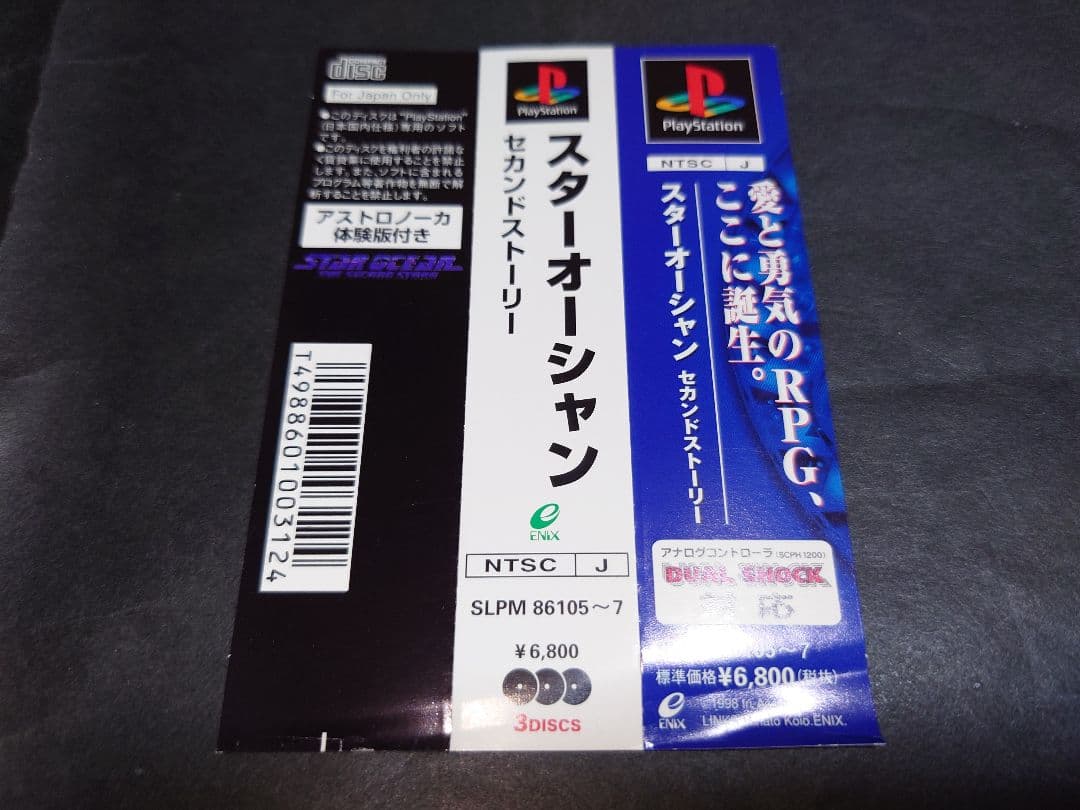 COMPACT
disc
For Japan Only
●このディスクは"PlayStation"
(日本国内仕様)専用のソフト
です。
●このディスクを権利者の許諾な
く賃貸業に使用することを禁止
します。また、ソフトに含まれる
プログラム等著作物を無断で解
析することを禁止します。
アストロノーカ
体験版付き
STAR OCEAN
THE SECOND STORY
T4988601003124
PlayStation
スターオーシャン
セカンドストーリー
ENIX
NTSC J
SLPM 86105～7
¥6,800
3DISCS
PlayStation
NTSC J
愛と勇気のRPG、
ここに誕生。
スターオーシャン セカンドストーリー
アナログコントローラ(SCPH 1200)
DUAL SHOCK
対応
～7
標準価格¥6,800(税抜)
ENIX
©1998
LINKS ENIX.